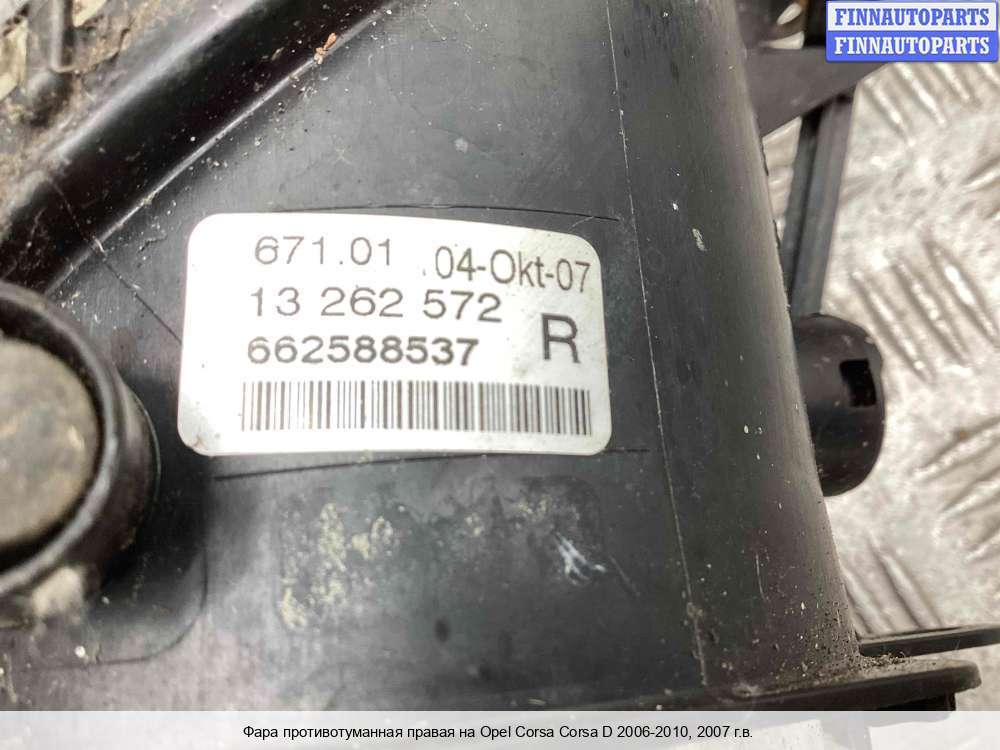 FINNAUTOPARTS
FINNAUTOPARTS
671.01 .04-Okt-07
13 262 572
R
662588537
Фара противотуманная правая на Opel Corsa Corsa D 2006-2010, 2007 г.в.